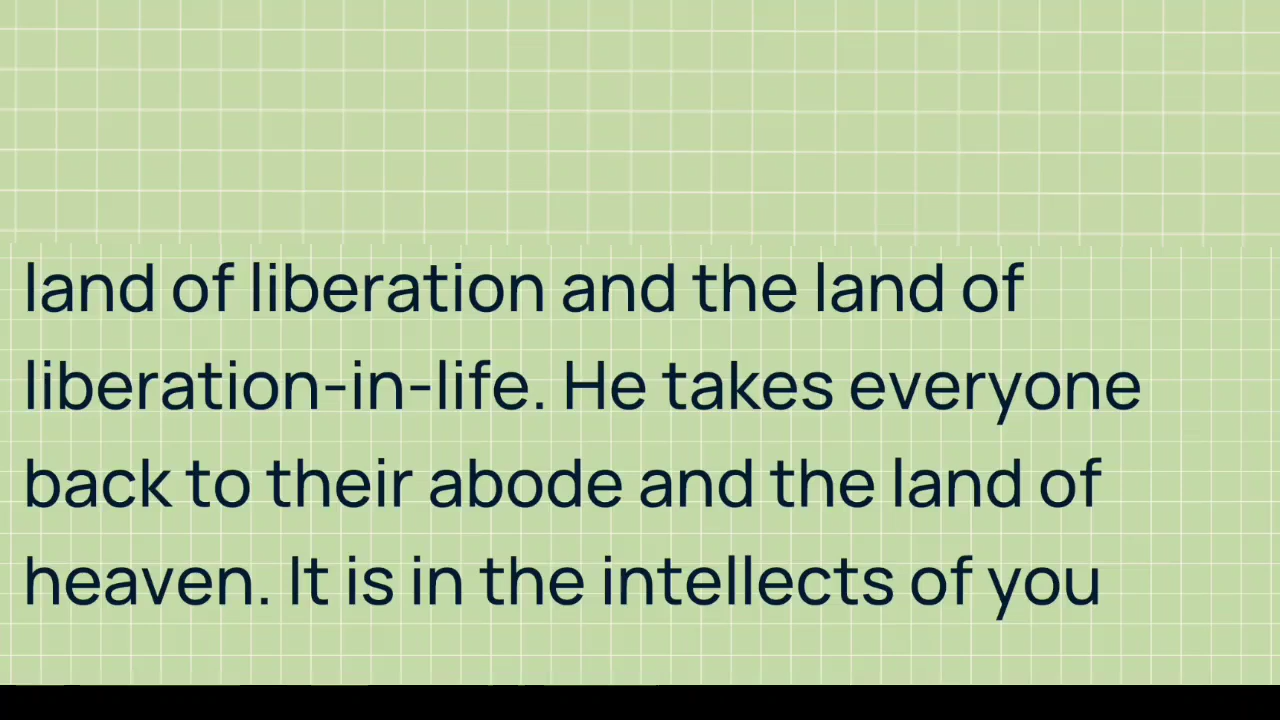 land of liberation and the land of
liberation-in-life. He takes everyone
back to their abode and the land of
heaven. It is in the intellects of you